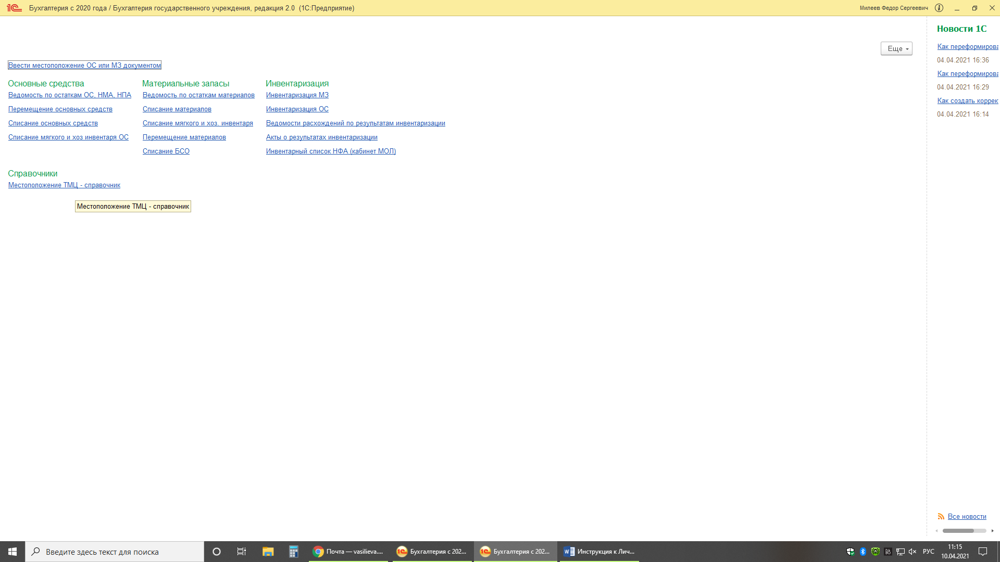 Бухгалтерия с 2020 года / Бухгалтерия государственного учреждения, редакция 2.0 (1С:Предприятие)
Милеев Федор Сергеевич
Еще
Ввести местоположение ОС или МЗ документом
Основные средства
Ведомость по остаткам ОС, НМА, НПА
Перемещение основных средств
Списание основных средств
Списание мягкого и хоз инвентаря ОС
Материальные запасы
Ведомость по остаткам материалов
Списание материалов
Списание мягкого и хоз. инвентаря
Перемещение материалов
Списание БСО
Инвентаризация
Инвентаризация МЗ
Инвентаризация ОС
Ведомости расхождений по результатам инвентаризации
Акты о результатах инвентаризации
Инвентарный список НФА (кабинет МОЛ)
Справочники
Местоположение ТМЦ - справочник
Местоположение ТМЦ - справочник
Новости 1С
Как переформирова
04.04.2021 16:36
Как переформирова
04.04.2021 16:29
Как создать коррек
04.04.2021 16:14
Все новости
Введите здесь текст для поиска
Почта — vasilieva....
Бухгалтерия с 202...
Бухгалтерия с 202...
Инструкция к Лич...
РУС
11:15
10.04.2021